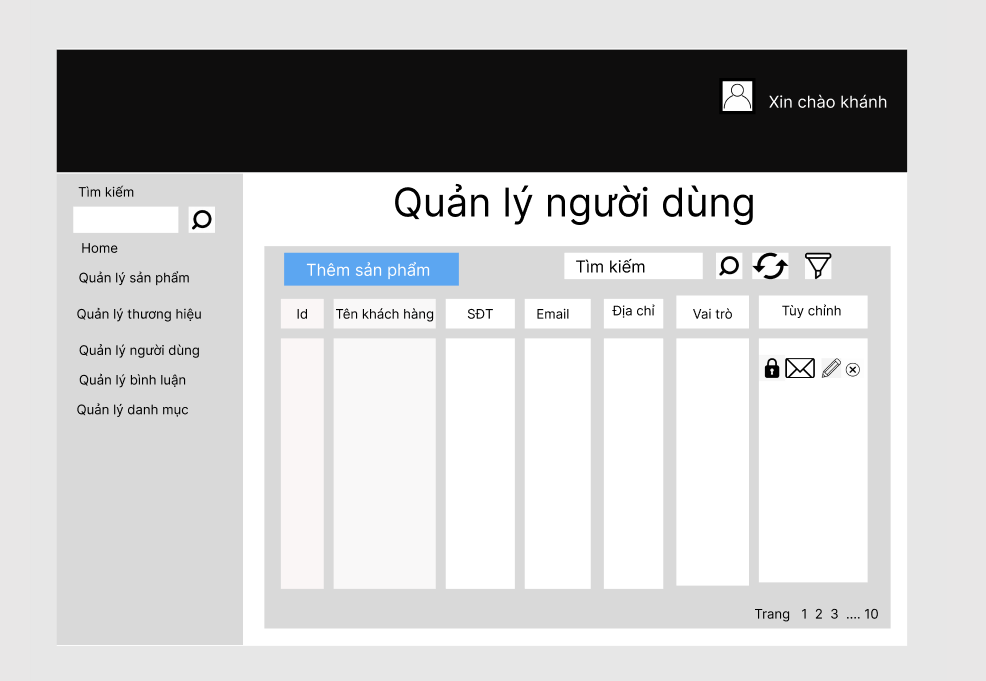 Xin chào khánh
Tìm kiếm
Home
Quản lý sản phẩm
Quản lý thương hiệu
Quản lý người dùng
Quản lý bình luận
Quản lý danh mục
Quản lý người dùng
Thêm sản phẩm
Tìm kiếm
Id Tên khách hàng SĐT Email Địa chỉ Vai trò Tùy chỉnh
Trang 1 2 3 .... 10